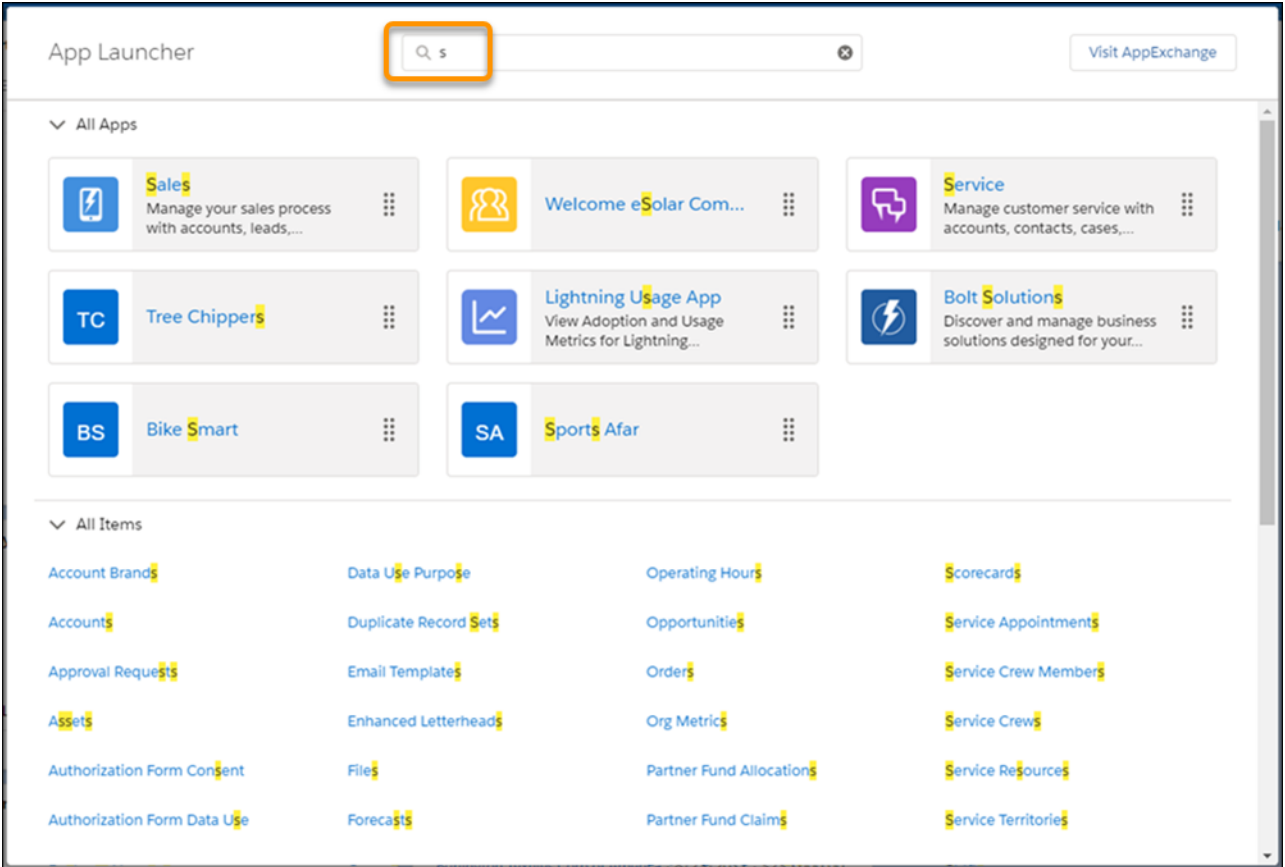 App Launcher
s
Visit AppExchange
All Apps
Sales
Manage your sales process
with accounts, leads,...
Welcome eSolar Com...
Service
Manage customer service with
accounts, contacts, cases,...
TC
Tree Chippers
Lightning Usage App
View Adoption and Usage
Metrics for Lightning...
Bolt Solutions
Discover and manage business
solutions designed for your...
BS
Bike Smart
SA
Sports Afar
All Items
Account Brands
Data Use Purpose
Operating Hours
Scorecards
Accounts
Duplicate Record Sets
Opportunities
Service Appointments
Approval Requests
Email Templates
Orders
Service Crew Members
Assets
Enhanced Letterheads
Org Metrics
Service Crews
Authorization Form Consent
Files
Partner Fund Allocations
Service Resources
Authorization Form Data Use
Forecasts
Partner Fund Claims
Service Territories